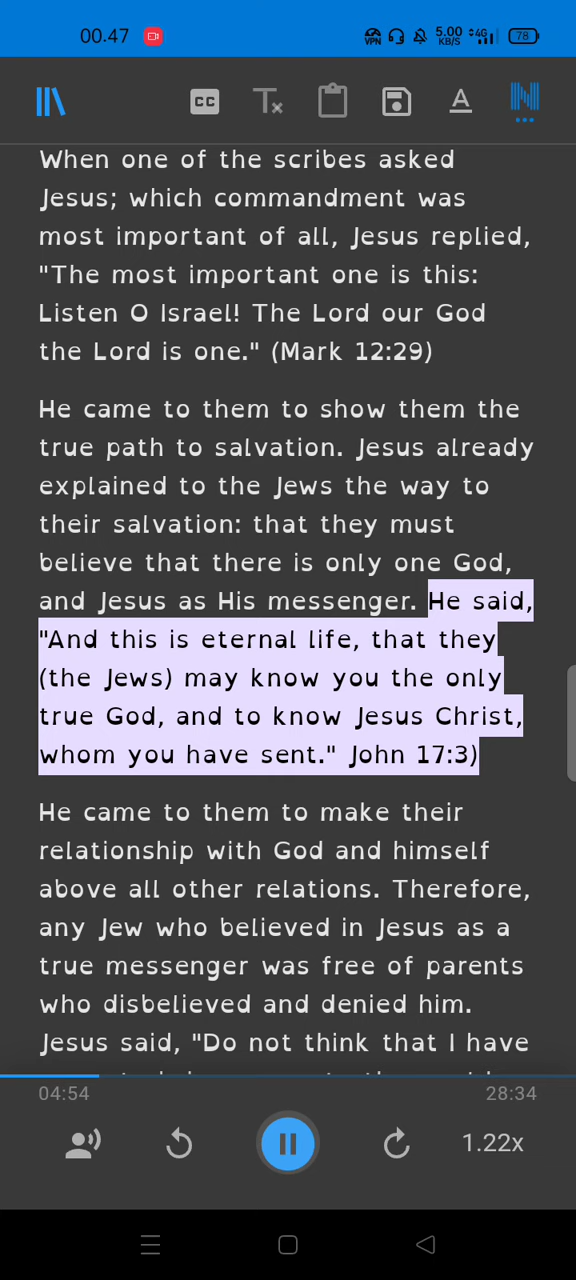 00.47
VPN
5.00
KB/S
4G
78
CC
Tx
A
N
When one of the scribes asked
Jesus; which commandment was
most important of all, Jesus replied,
"The most important one is this:
Listen O Israel! The Lord our God
the Lord is one." (Mark 12:29)
He came to them to show them the
true path to salvation. Jesus already
explained to the Jews the way to
their salvation: that they must
believe that there is only one God,
and Jesus as His messenger. He said,
"And this is eternal life, that they
(the Jews) may know you the only
true God, and to know Jesus Christ,
whom you have sent." John 17:3)
He came to them to make their
relationship with God and himself
above all other relations. Therefore,
any Jew who believed in Jesus as a
true messenger was free of parents
who disbelieved and denied him.
Jesus said, "Do not think that I have
04:54
28:34
1.22x